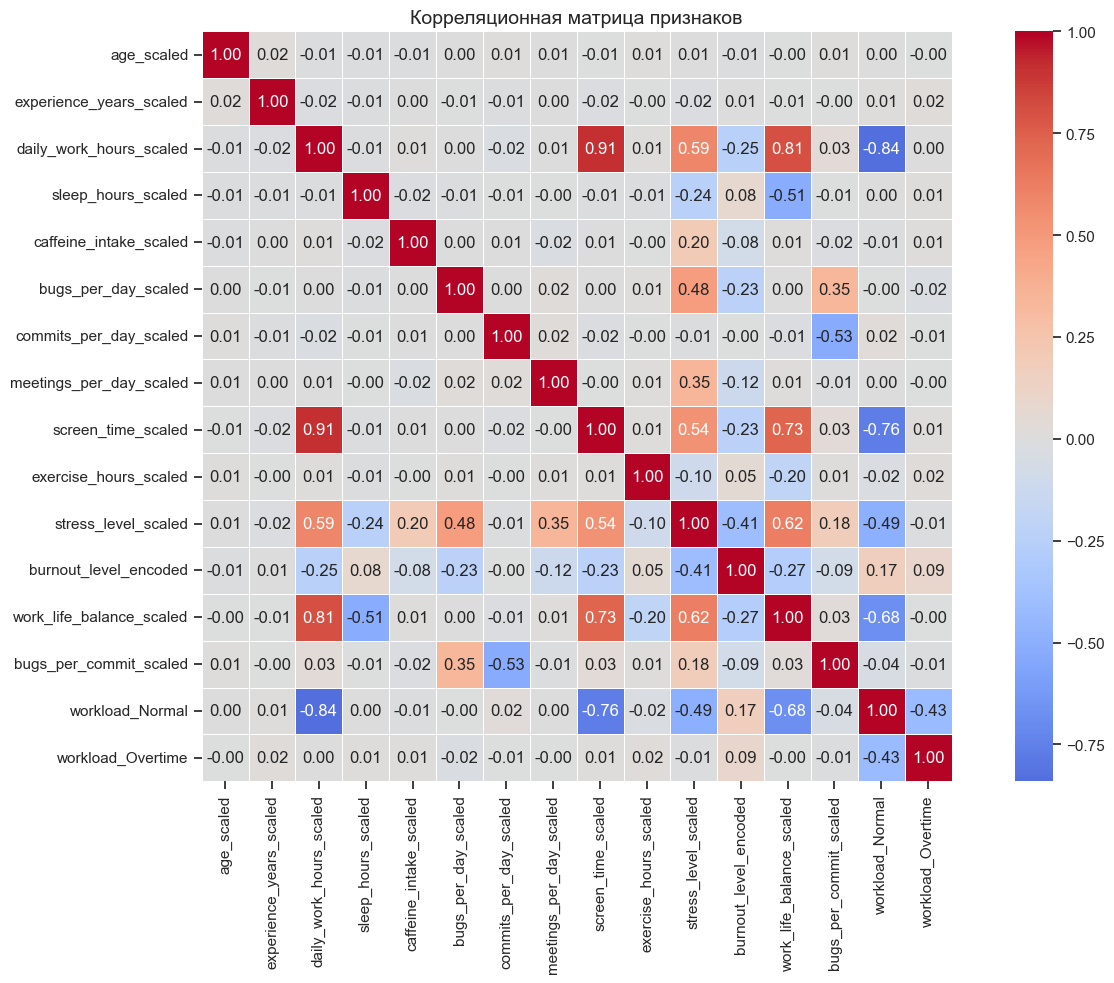 Корреляционная матрица признаков
age_scaled 1.00 0.02 -0.01 -0.01 -0.01 0.00 0.01 0.01 -0.01 0.01 0.01 -0.01 -0.00 0.01 0.00 -0.00
experience_years_scaled 0.02 1.00 -0.02 -0.01 0.00 -0.01 -0.01 0.00 -0.02 -0.00 -0.02 0.01 -0.01 -0.00 0.01 0.02
daily_work_hours_scaled -0.01 -0.02 1.00 -0.01 0.01 0.00 -0.02 0.01 0.91 0.01 0.59 -0.25 0.81 0.03 -0.84 0.00
sleep_hours_scaled -0.01 -0.01 -0.01 1.00 -0.02 -0.01 -0.01 -0.00 -0.01 -0.01 -0.24 0.08 -0.51 -0.01 0.00 0.01
caffeine_intake_scaled -0.01 0.00 0.01 -0.02 1.00 0.00 0.01 -0.02 0.01 -0.00 0.20 -0.08 0.01 -0.02 -0.01 0.01
bugs_per_day_scaled 0.00 -0.01 0.00 -0.01 0.00 1.00 0.00 0.02 0.00 0.01 0.48 -0.23 0.00 0.35 -0.00 -0.02
commits_per_day_scaled 0.01 -0.01 -0.02 -0.01 0.01 0.00 1.00 0.02 -0.02 -0.00 -0.01 -0.00 -0.01 -0.53 0.02 -0.01
meetings_per_day_scaled 0.01 0.00 0.01 -0.00 -0.02 0.02 0.02 1.00 -0.00 0.01 0.35 -0.12 0.01 -0.01 0.00 -0.00
screen_time_scaled -0.01 -0.02 0.91 -0.01 0.01 0.00 -0.02 -0.00 1.00 0.01 0.54 -0.23 0.73 0.03 -0.76 0.01
exercise_hours_scaled 0.01 -0.00 0.01 -0.01 -0.00 0.01 -0.00 0.01 0.01 1.00 -0.10 0.05 -0.20 0.01 -0.02 0.02
stress_level_scaled 0.01 -0.02 0.59 -0.24 0.20 0.48 -0.01 0.35 0.54 -0.10 1.00 -0.41 0.62 0.18 -0.49 -0.01
burnout_level_encoded -0.01 0.01 -0.25 0.08 -0.08 -0.23 -0.00 -0.12 -0.23 0.05 -0.41 1.00 -0.27 -0.09 0.17 0.09
work_life_balance_scaled -0.00 -0.01 0.81 -0.51 0.01 0.00 -0.01 0.01 0.73 -0.20 0.62 -0.27 1.00 0.03 -0.68 -0.00
bugs_per_commit_scaled 0.01 -0.00 0.03 -0.01 -0.02 0.35 -0.53 -0.01 0.03 0.01 0.18 -0.09 0.03 1.00 -0.04 -0.01
workload_Normal 0.00 0.01 -0.84 0.00 -0.01 -0.00 0.02 0.00 -0.76 -0.02 -0.49 0.17 -0.68 -0.04 1.00 -0.43
workload_Overtime -0.00 0.02 0.00 0.01 0.01 -0.02 -0.01 -0.00 0.01 0.02 -0.01 0.09 -0.00 -0.01 -0.43 1.00
age_scaled
experience_years_scaled
daily_work_hours_scaled
sleep_hours_scaled
caffeine_intake_scaled
bugs_per_day_scaled
commits_per_day_scaled
meetings_per_day_scaled
screen_time_scaled
exercise_hours_scaled
stress_level_scaled
burnout_level_encoded
work_life_balance_scaled
bugs_per_commit_scaled
workload_Normal
workload_Overtime
1.00
0.75
0.50
0.25
0.00
−0.25
−0.50
−0.75